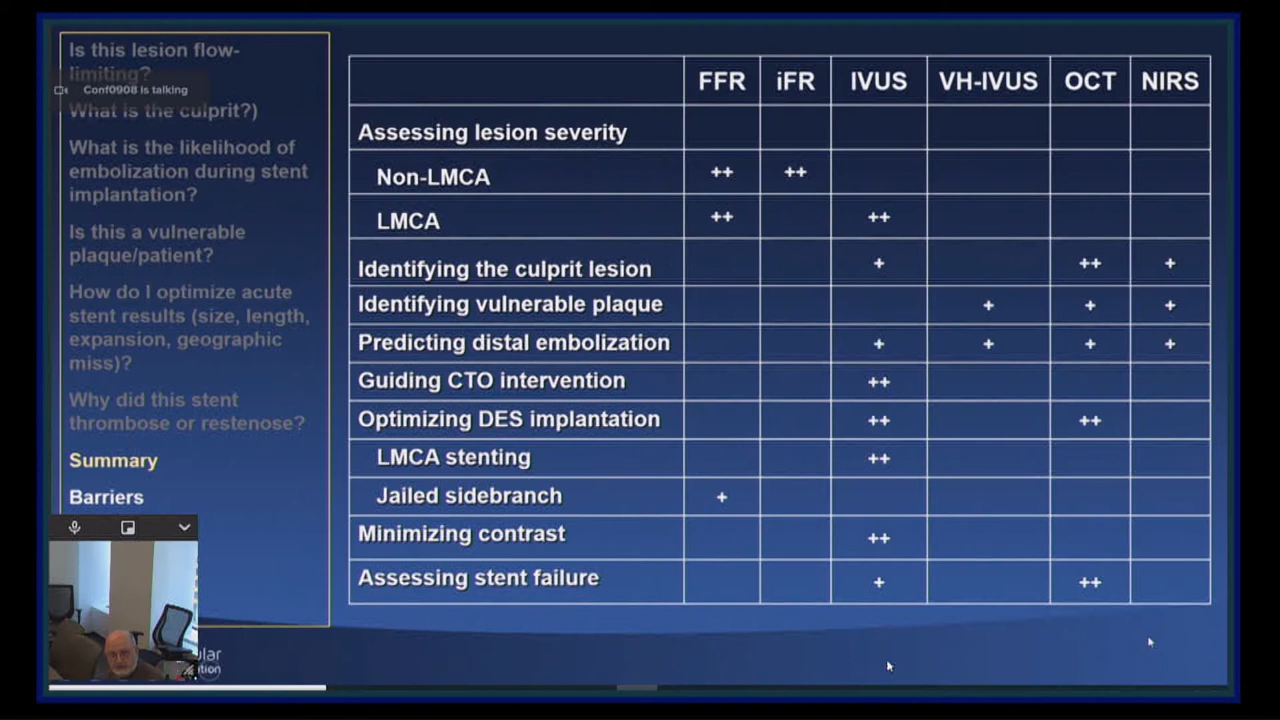 Is this lesion flow-
limiting?
Conf0908 is talking
What is the culprit?)
What is the likelihood of
embolization during stent
implantation?
Is this a vulnerable
plaque/patient?
How do I optimize acute
stent results (size, length,
expansion, geographic
miss)?
Why did this stent
thrombose or restenose?
Summary
Barriers
FFR iFR IVUS VH-IVUS OCT NIRS
Assessing lesion severity
Non-LMCA ++ ++
LMCA ++ ++
Identifying the culprit lesion + ++ +
Identifying vulnerable plaque + + +
Predicting distal embolization + + + +
Guiding CTO intervention ++
Optimizing DES implantation ++ ++
LMCA stenting ++
Jailed sidebranch +
Minimizing contrast ++
Assessing stent failure + ++